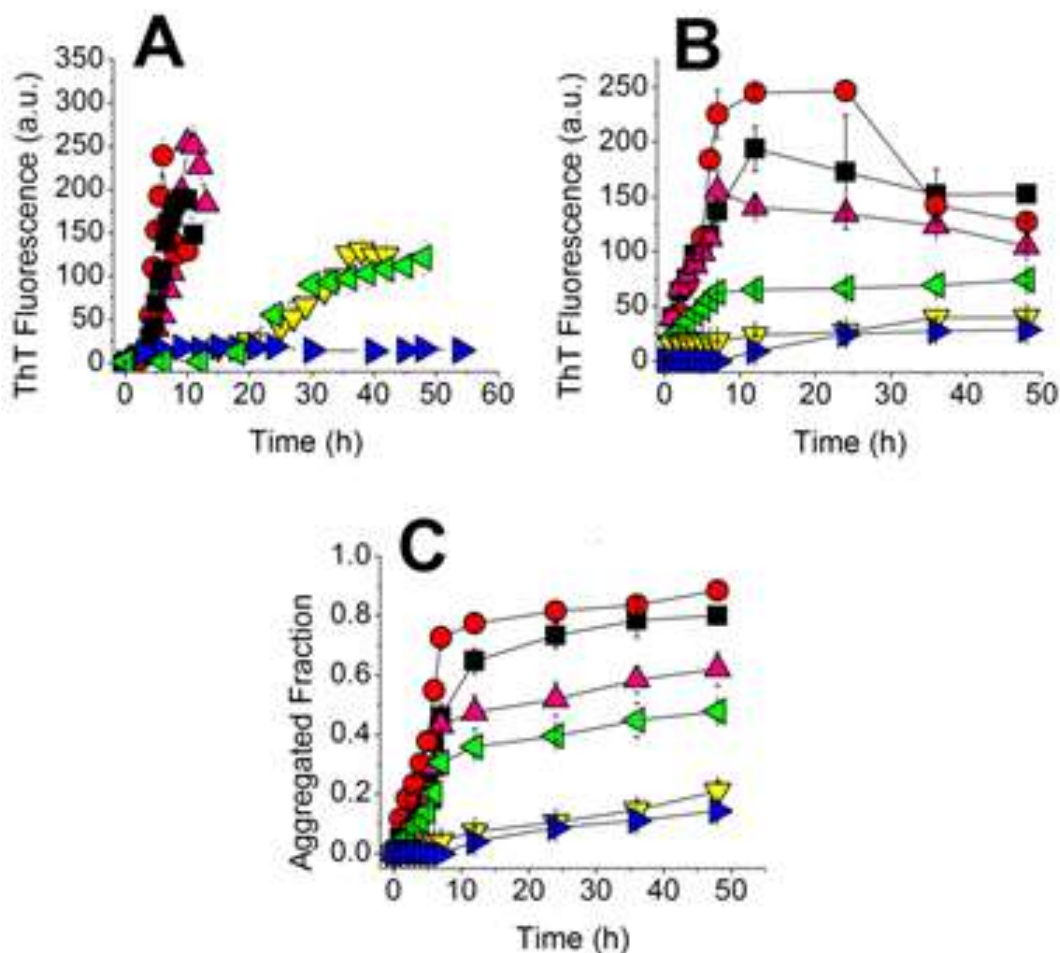 A
ThT Fluorescence (a.u.)
350
300
250
200
150
100
50
0
0 10 20 30 40 50 60
Time (h)
B
ThT Fluorescence (a.u.)
250
200
150
100
50
0
0 10 20 30 40 50
Time (h)
C
Aggregated Fraction
1.0
0.8
0.6
0.4
0.2
0.0
0 10 20 30 40 50
Time (h)